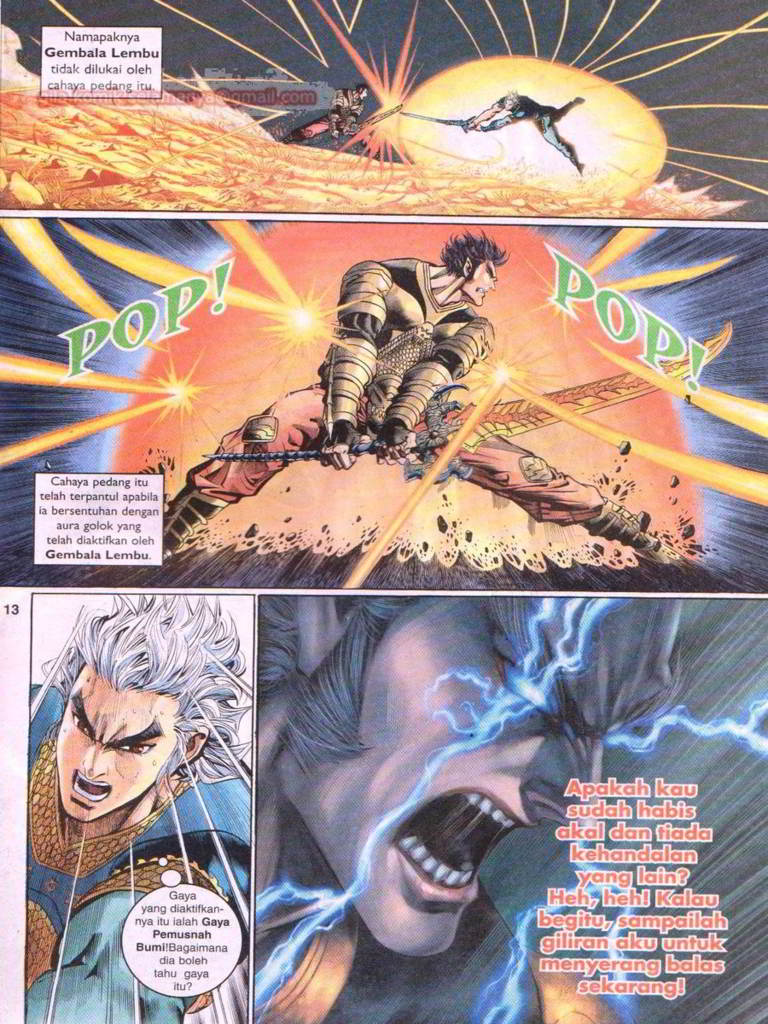 Namapaknya
Gembala Lembu
tidak dilukai oleh
cahaya pedang itu.
POP!
POP!
Cahaya pedang itu
telah terpantul apabila
ia bersentuhan dengan
aura golok yang
telah diaktifkan oleh
Gembala Lembu.
13
Gaya
yang diaktifkan-
nya itu ialah Gaya
Pemusnah
Bumi!Bagaimana
dia boleh
tahu gaya
itu?
Apakah kau
sudah habis
akal dan tiada
kehandalan
yang lain?
Heh, heh! Kalau
begitu, sampailah
giliran aku untuk
menyerang balas
sekarang!